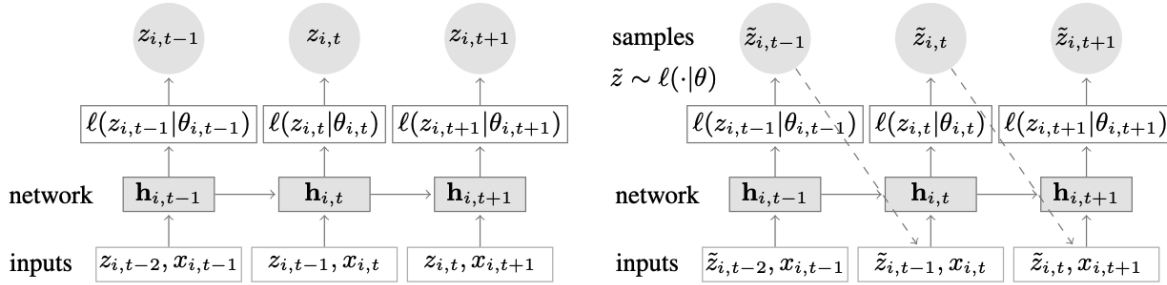 z_{i,t−1} z_{i,t} z_{i,t+1}
ℓ(z_{i,t−1}|θ_{i,t−1}) ℓ(z_{i,t}|θ_{i,t}) ℓ(z_{i,t+1}|θ_{i,t+1})
network h_{i,t−1} h_{i,t} h_{i,t+1}
inputs z_{i,t−2}, x_{i,t−1} z_{i,t−1}, x_{i,t} z_{i,t}, x_{i,t+1}
samples z̃_{i,t−1} z̃_{i,t} z̃_{i,t+1}
z̃ ∼ ℓ(·|θ)
ℓ(z_{i,t−1}|θ_{i,t−1}) ℓ(z_{i,t}|θ_{i,t}) ℓ(z_{i,t+1}|θ_{i,t+1})
network h_{i,t−1} h_{i,t} h_{i,t+1}
inputs z̃_{i,t−2}, x_{i,t−1} z̃_{i,t−1}, x_{i,t} z̃_{i,t}, x_{i,t+1}